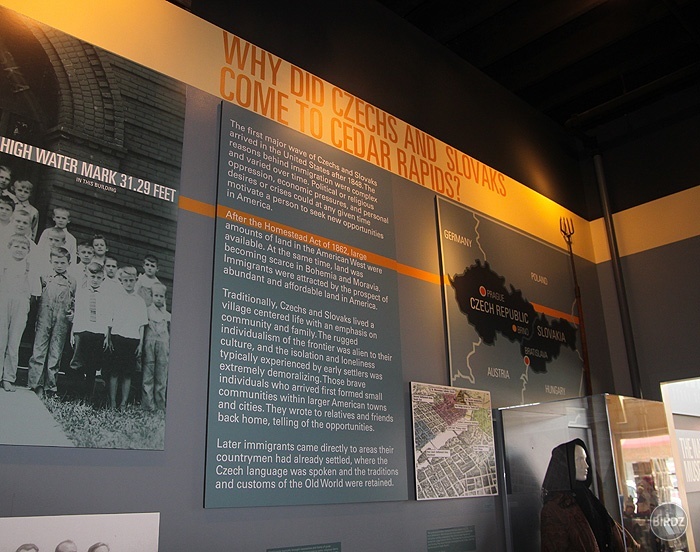 WHY DID CZECHS AND SLOVAKS
COME TO CEDAR RAPIDS?
HIGH WATER MARK 31.29 FEET
IN THIS BUILDING
The first major wave of Czechs and Slovaks
arrived in the United States after 1848. The
reasons behind immigration were complex
and varied over time. Political or religious
oppression, economic pressures, and personal
desires or crises could at any given time
motivate a person to seek new opportunities
in America.
After the Homestead Act of 1862, large
amounts of land in the American West were
available. At the same time, land was
becoming scarce in Bohemia and Moravia.
Immigrants were attracted by the prospect of
abundant and affordable land in America.
Traditionally, Czechs and Slovaks lived a
village centered life with an emphasis on
community and family. The rugged
individualism of the frontier was alien to their
culture, and the isolation and loneliness
typically experienced by early settlers was
extremely demoralizing. Those brave
individuals who arrived first formed small
communities within larger American towns
and cities. They wrote to relatives and friends
back home, telling of the opportunities.
Later immigrants came directly to areas their
countrymen had already settled, where the
Czech language was spoken and the traditions
and customs of the Old World were retained.
GERMANY
POLAND
PRAGUE
CZECH REPUBLIC
BRNO
SLOVAKIA
BRATISLAVA
AUSTRIA
HUNGARY
BIRDZ